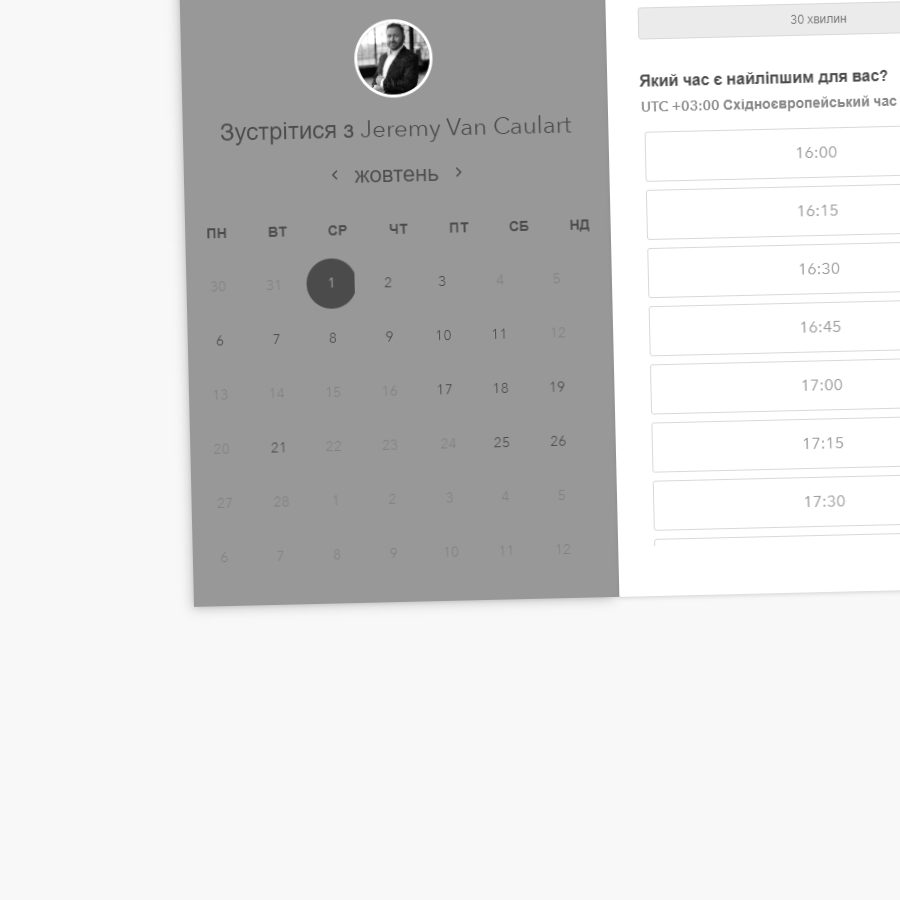 Зустрітися з Jeremy Van Caulart
‹ жовтень ›
ПН ВТ СР ЧТ ПТ СБ НД
30 31 1 2 3 4 5
6 7 8 9 10 11 12
13 14 15 16 17 18 19
20 21 22 23 24 25 26
27 28 1 2 3 4 5
6 7 8 9 10 11 12
30 хвилин
Який час є найліпшим для вас?
UTC +03:00 Східноєвропейський час
16:00
16:15
16:30
16:45
17:00
17:15
17:30